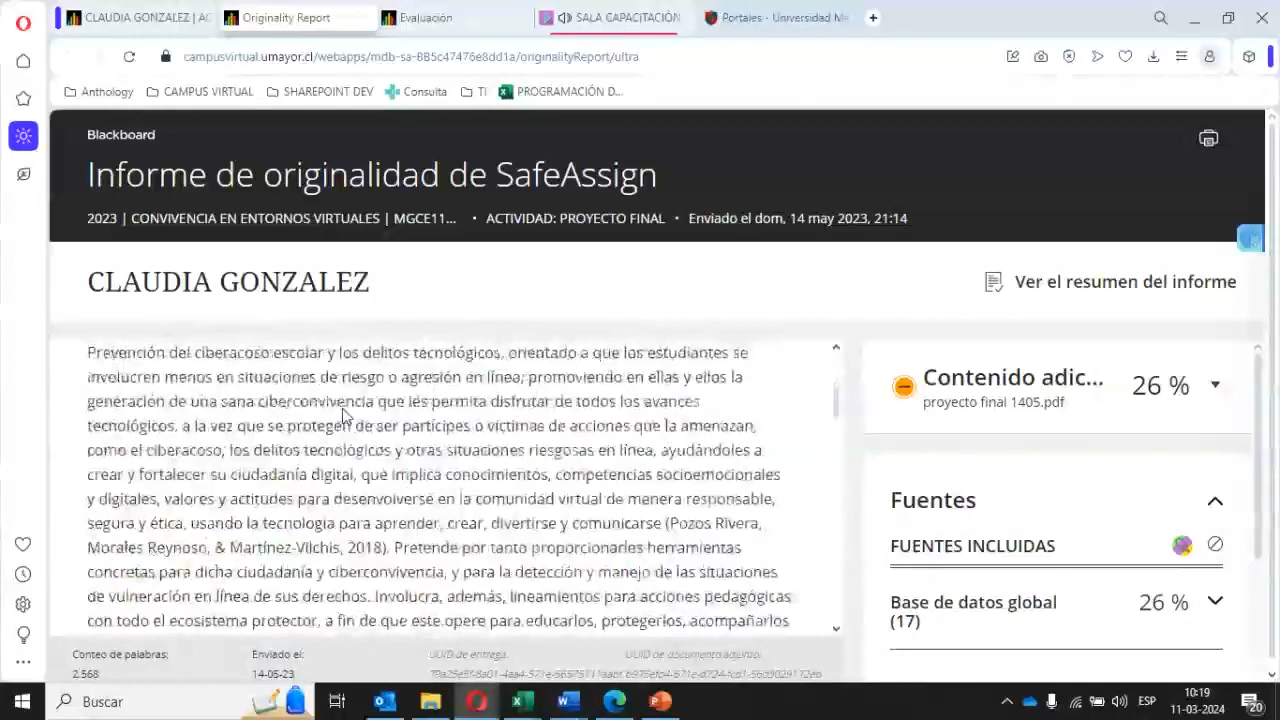 CLAUDIA GONZALEZ | AC
Originality Report
Evaluación
SALA CAPACITACIÓN
Portales - Universidad Ma
campusvirtual.umayor.cl/webapps/mdb-sa-BB5c47476e8dd1a/originalityReport/ultra
Anthology
CAMPUS VIRTUAL
SHAREPOINT DEV
Consulta
TI
PROGRAMACIÓN D...
Blackboard
Informe de originalidad de SafeAssign
2023 | CONVIVENCIA EN ENTORNOS VIRTUALES | MGCE11... • ACTIVIDAD: PROYECTO FINAL • Enviado el dom, 14 may 2023, 21:14
CLAUDIA GONZALEZ
Ver el resumen del informe
Prevención del ciberacoso escolar y los delitos tecnológicos, orientado a que los estudiantes se
involucren menos en situaciones de riesgo o agresión en línea, promoviendo en ellas y ellos la
generación de una sana ciber convivencia que les permita disfrutar de todos los avances
tecnológicos, a la vez que se protegen de ser partícipes o víctimas de acciones que la amenazan,
como el ciberacoso, los delitos tecnológicos y otras situaciones riesgosas en línea, ayudándoles a
crear y fortalecer su ciudadanía digital, que implica conocimientos, competencias socioemocionales
y digitales, valores y actitudes para desenvolverse en la comunidad virtual de manera responsable,
segura y ética, usando la tecnología para aprender, crear, divertirse y comunicarse (Pozos Rivera,
Morales Reynoso, & Martínez-Vilchis, 2018). Pretende por tanto proporcionarles herramientas
concretas para dicha ciudadanía y ciberconvivencia, y para la detección y manejo de las situaciones
de vulneración en línea de sus derechos. Involucra, además, lineamientos para acciones pedagógicas
con todo el ecosistema protector, a fin de que este opere para educarlos, protegerlos, acompañarlos
Contenido adic...
26 %
proyecto final 1405.pdf
Fuentes
FUENTES INCLUIDAS
Base de datos global
(17)
26 %
Conteo de palabras:
2.568
Enviado el:
14-05-23
UUID de entrega:
UUID de documento adjunto:
Buscar
ESP
10:19
11-03-2024
20